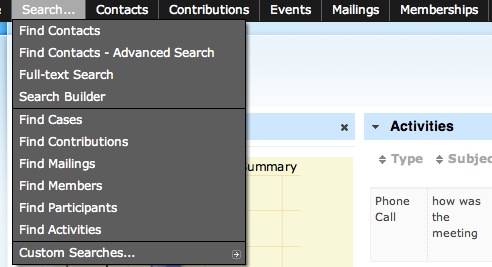 Search... Contacts Contributions Events Mailings Memberships
Find Contacts
Find Contacts - Advanced Search
Full-text Search
Search Builder
Find Cases
Find Contributions
Find Mailings
Find Members
Find Participants
Find Activities
Custom Searches...
Activities
Type Subjec
Phone Call
how was the meeting